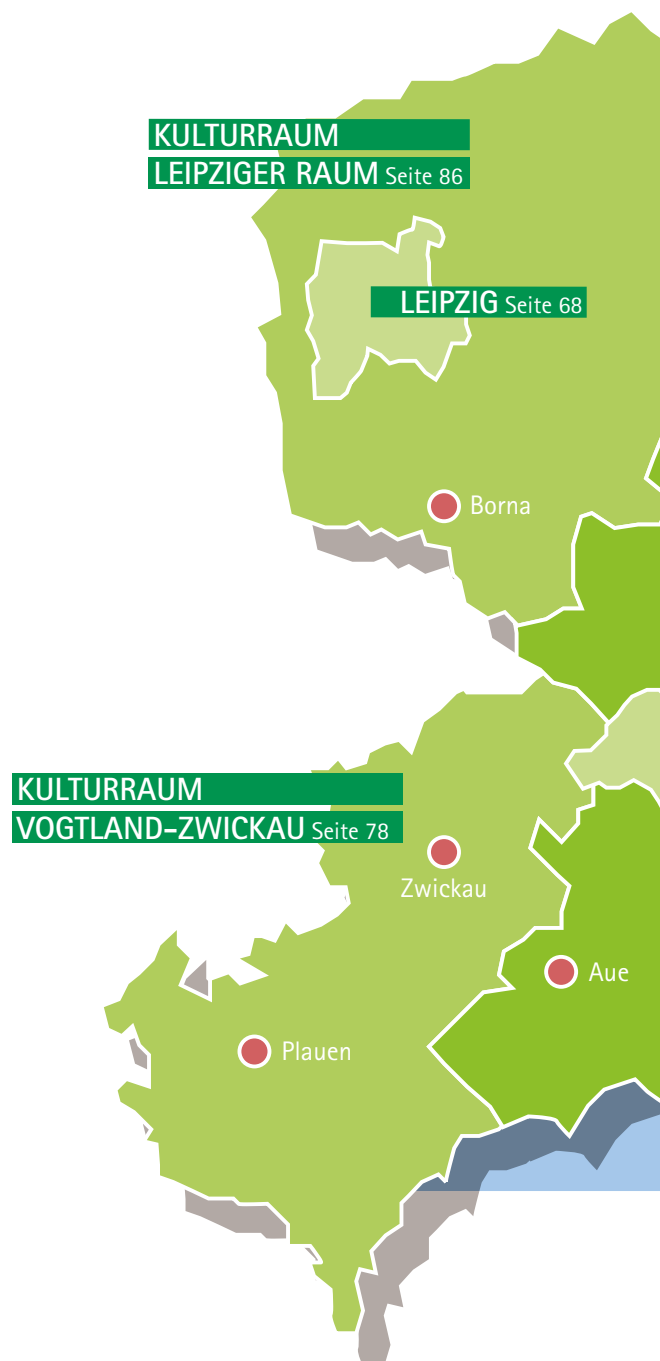 KULTURRAUM
LEIPZIGER RAUM Seite 86
LEIPZIG Seite 68
Borna
KULTURRAUM
VOGTLAND-ZWICKAU Seite 78
Zwickau
Aue
Plauen